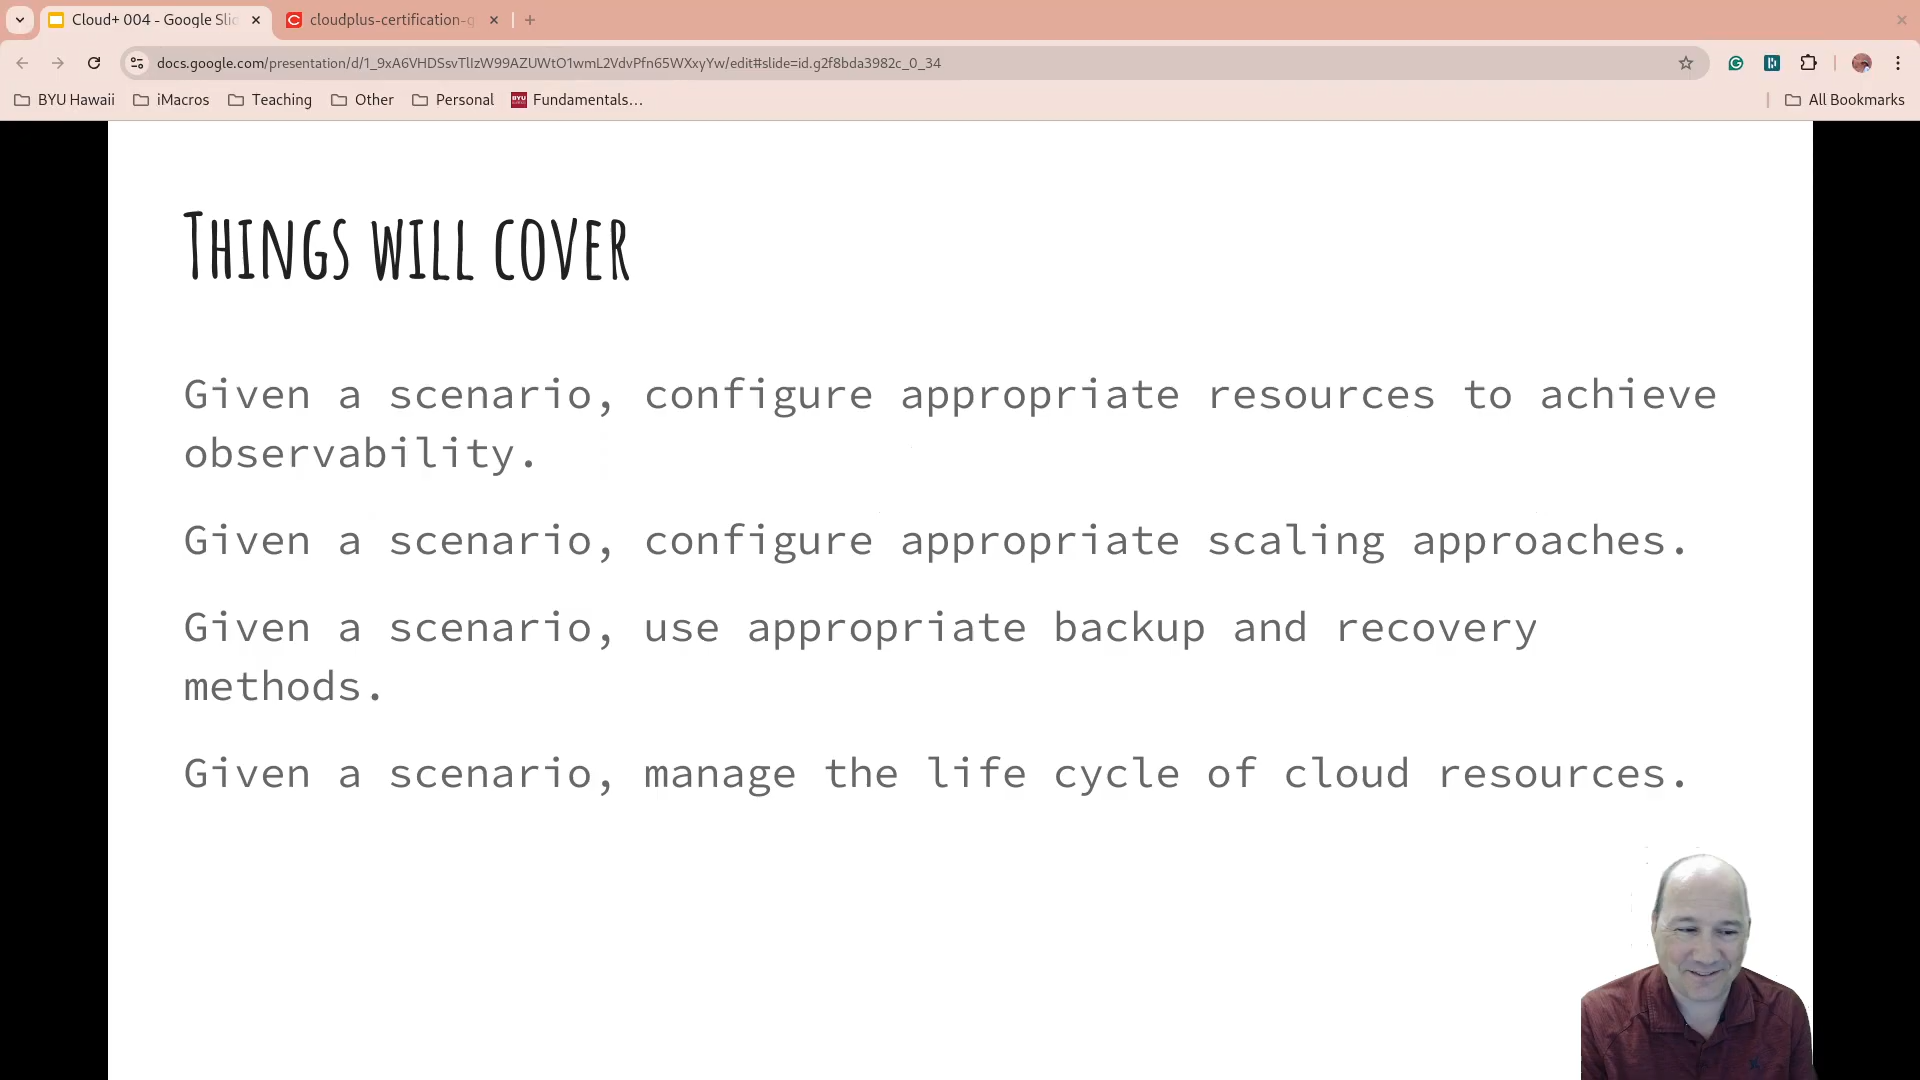 Cloud+ 004 - Google Slid
cloudplus-certification-
docs.google.com/presentation/d/1_9xA6VHDSsvTlIzW99AZUWtO1wmL2VdvPfn65WXxyYw/edit#slide=id.g2f8bda3982c_0_34
BYU Hawaii
iMacros
Teaching
Other
Personal
BYU
Fundamentals...
All Bookmarks
Things will cover
Given a scenario, configure appropriate resources to achieve
observability.
Given a scenario, configure appropriate scaling approaches.
Given a scenario, use appropriate backup and recovery
methods.
Given a scenario, manage the life cycle of cloud resources.